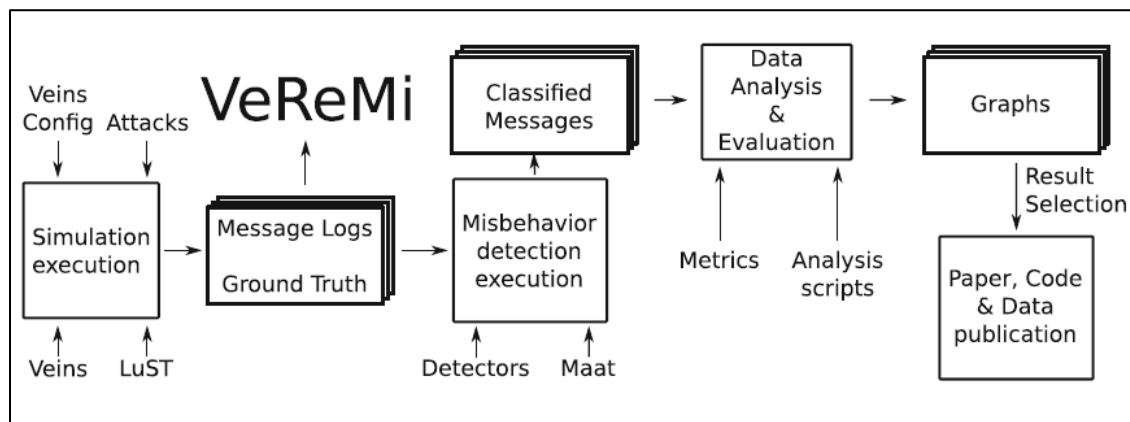 Veins
Config
Attacks
Simulation
execution
Veins
LuST
VeReMi
Message Logs
Ground Truth
Classified
Messages
Misbehavior
detection
execution
Detectors
Maat
Data
Analysis
&
Evaluation
Metrics
Analysis
scripts
Graphs
Result
Selection
Paper, Code
& Data
publication